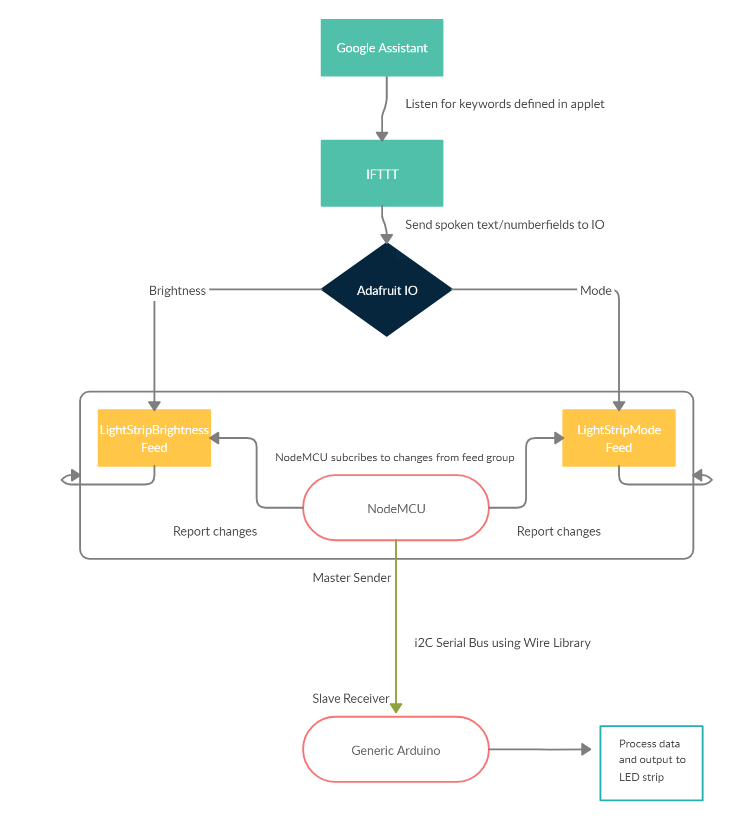 Google Assistant
Listen for keywords defined in applet
IFTTT
Send spoken text/numberfields to IO
Adafruit IO
Brightness
Mode
LightStripBrightness
Feed
LightStripMode
Feed
NodeMCU subcribes to changes from feed group
NodeMCU
Report changes
Report changes
Master Sender
i2C Serial Bus using Wire Library
Slave Receiver
Generic Arduino
Process data
and output to
LED strip